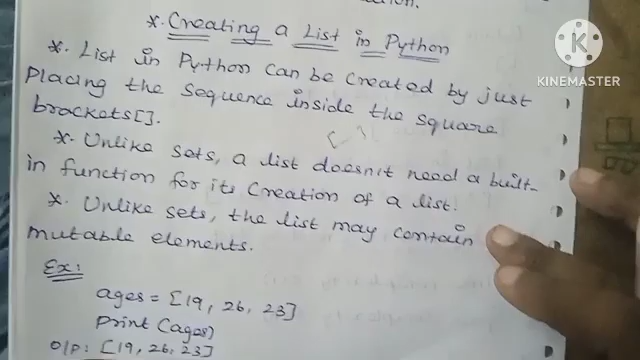 *. Creating a List in Python
*. List in Python can be created by just
placing the sequence inside the square
brackets[].
*. Unlike sets, a list doesn't need a built-
in function for its creation of a list.
*. Unlike sets, the list may contain
mutable elements.
Ex:
ages = [19, 26, 23]
print (ages)
O/P: [19, 26, 23]
KINEMASTER